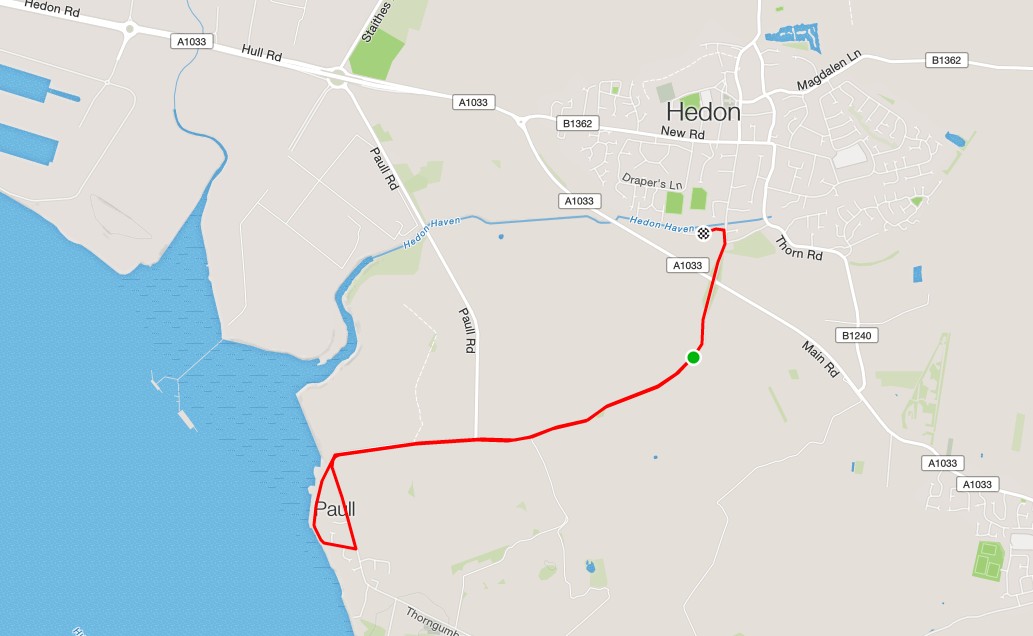 Hedon Rd
Staithes
A1033
Hull Rd
Magdalen Ln
B1362
A1033
Hedon
B1362
New Rd
Paull Rd
Draper's Ln
A1033
Hedon Haven
Hedon Haven
Thorn Rd
A1033
Paull Rd
B1240
Main Rd
A1033
A1033
Paull
Thorngumb